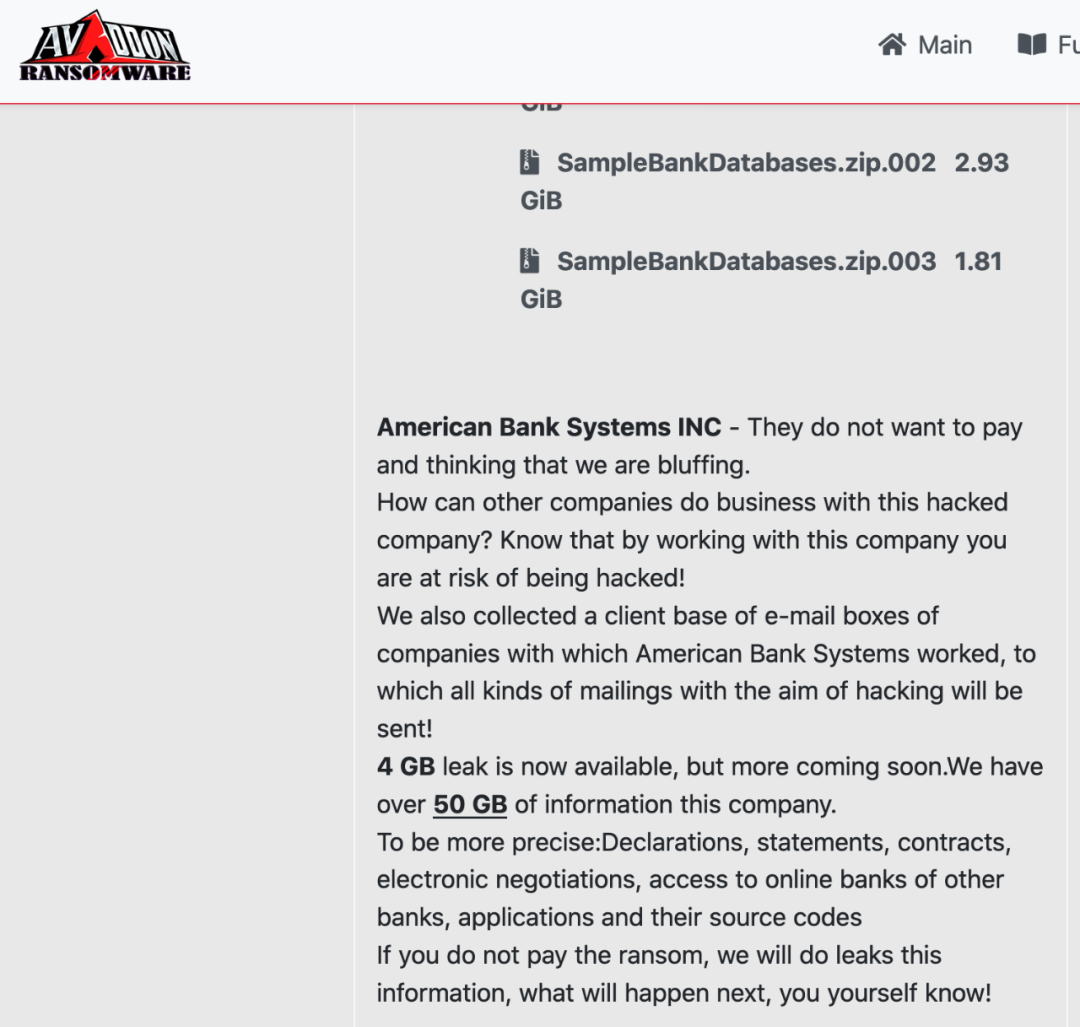 AVADDON
RANSOMWARE
Main
GiB
SampleBankDatabases.zip.002 2.93
GiB
SampleBankDatabases.zip.003 1.81
GiB
American Bank Systems INC - They do not want to pay
and thinking that we are bluffing.
How can other companies do business with this hacked
company? Know that by working with this company you
are at risk of being hacked!
We also collected a client base of e-mail boxes of
companies with which American Bank Systems worked, to
which all kinds of mailings with the aim of hacking will be
sent!
4 GB leak is now available, but more coming soon.We have
over 50 GB of information this company.
To be more precise:Declarations, statements, contracts,
electronic negotiations, access to online banks of other
banks, applications and their source codes
If you do not pay the ransom, we will do leaks this
information, what will happen next, you yourself know!